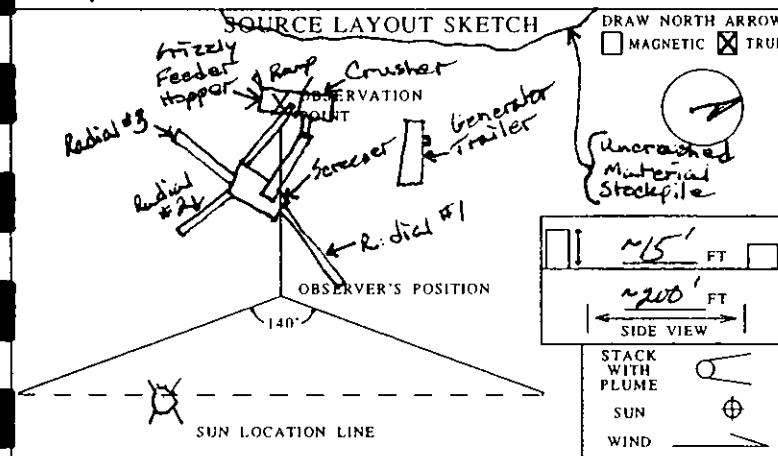 SOURCE LAYOUT SKETCH
DRAW NORTH ARROW
MAGNETIC
TRUE
Grizzly
Feeder
Hopper
Ramp
Crusher
OBSERVATION
POINT
Generator
Trailer
Radial #3
Radial
#2
Screener
Uncrushed
Material
Stockpile
Radial #1
~15' FT
OBSERVER'S POSITION
~200' FT
140°
SIDE VIEW
STACK
WITH
PLUME
SUN
SUN LOCATION LINE
WIND